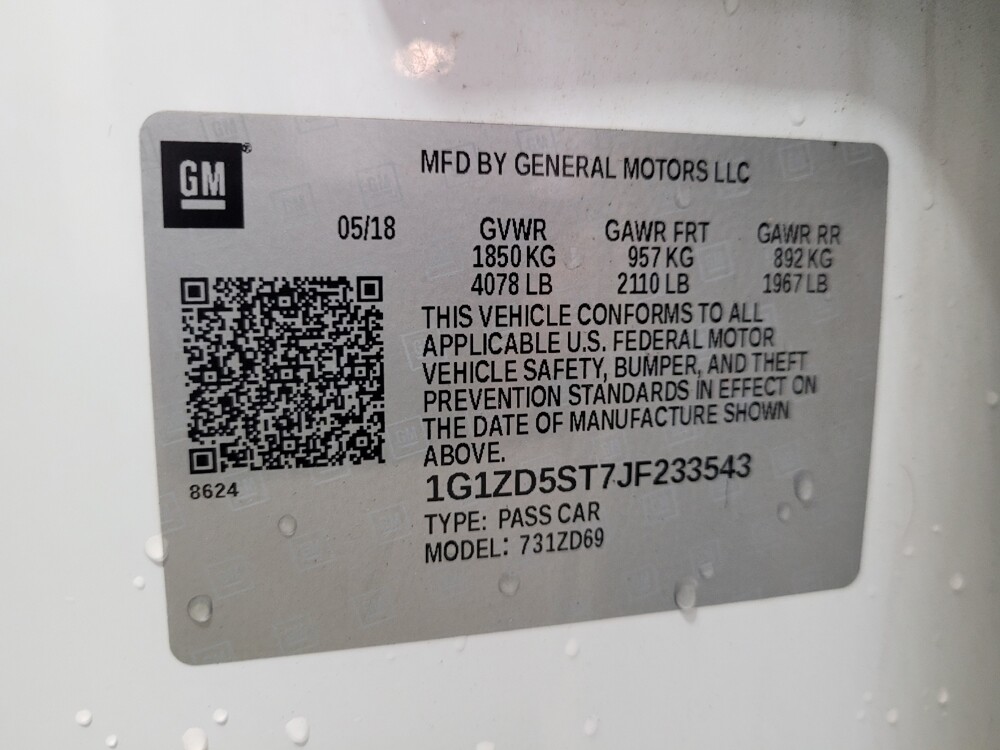 GM
MFD BY GENERAL MOTORS LLC
05/18 GVWR GAWR FRT GAWR RR
1850 KG 957 KG 892 KG
4078 LB 2110 LB 1967 LB
THIS VEHICLE CONFORMS TO ALL
APPLICABLE U.S. FEDERAL MOTOR
VEHICLE SAFETY, BUMPER, AND THEFT
PREVENTION STANDARDS IN EFFECT ON
THE DATE OF MANUFACTURE SHOWN
ABOVE.
8624
1G1ZD5ST7JF233543
TYPE: PASS CAR
MODEL: 731ZD69